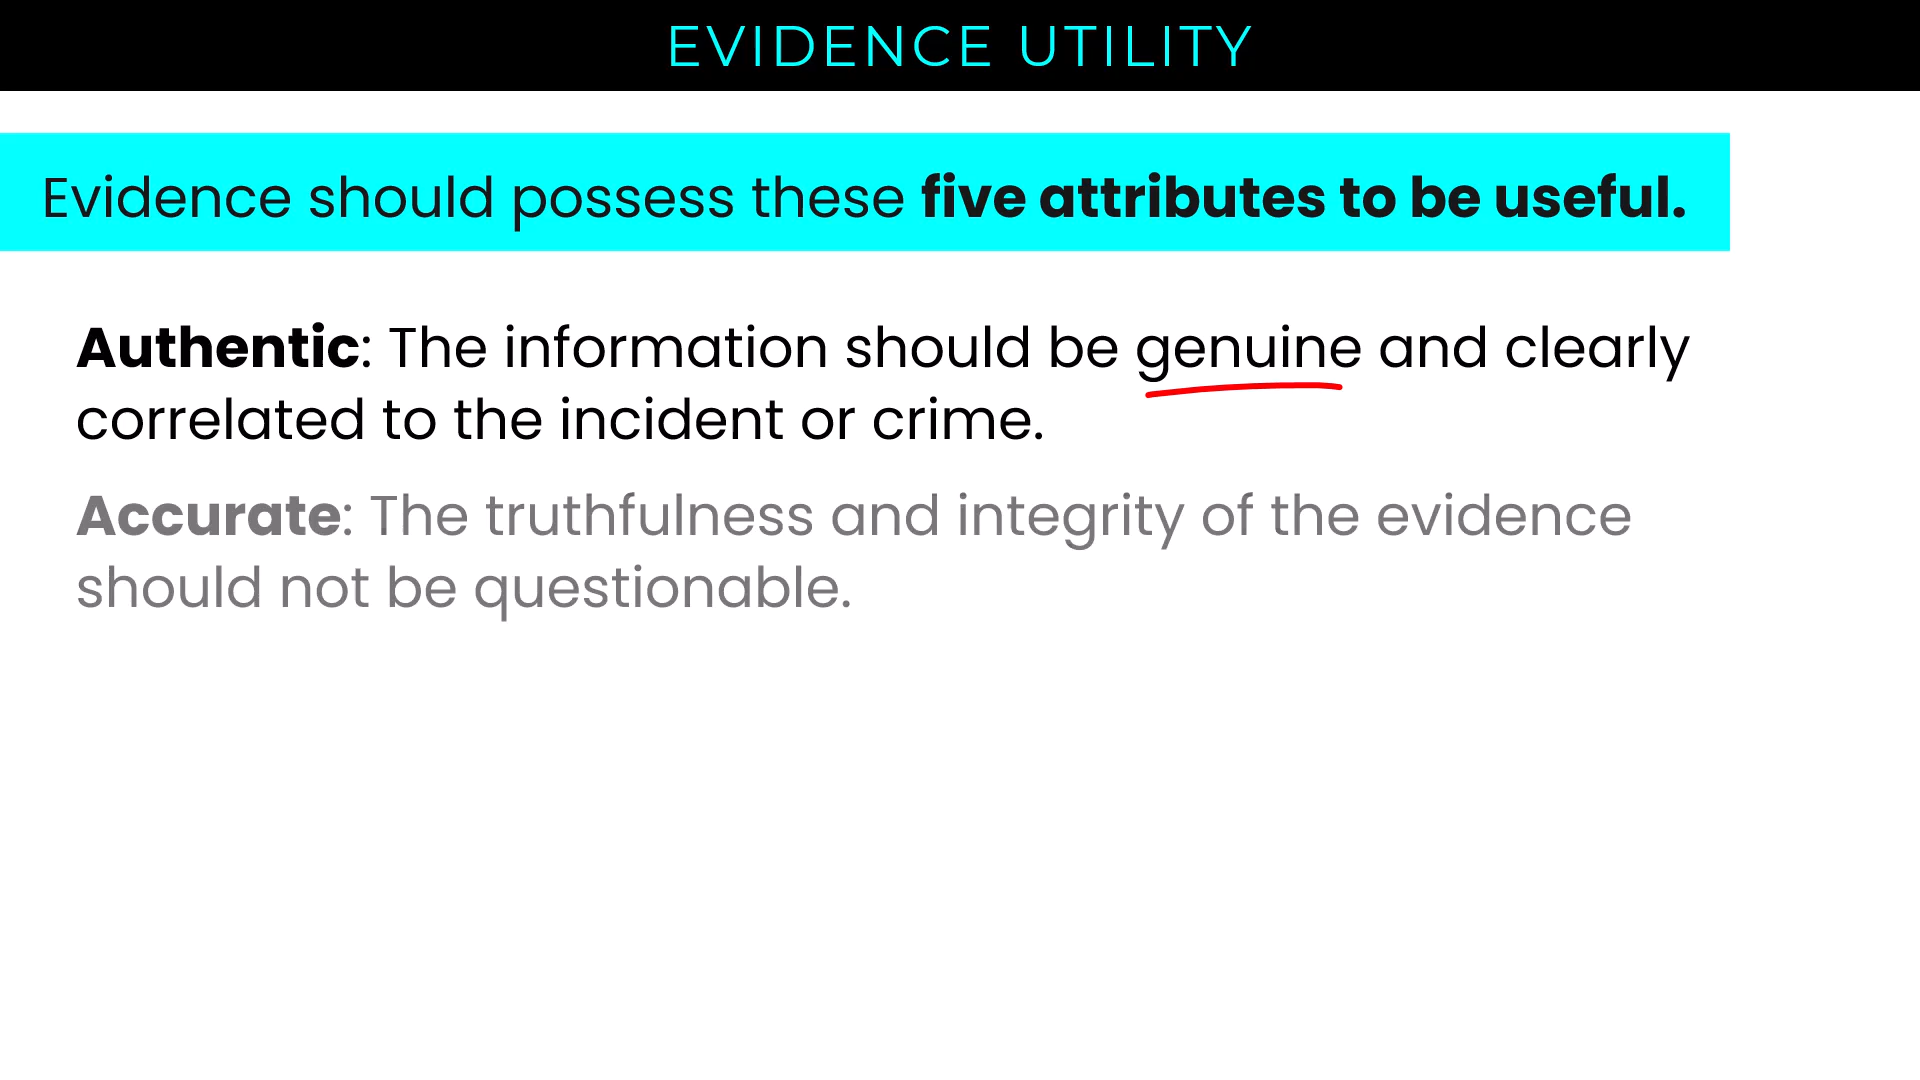 EVIDENCE UTILITY
Evidence should possess these five attributes to be useful.
Authentic: The information should be genuine and clearly
correlated to the incident or crime.
Accurate: The truthfulness and integrity of the evidence
should not be questionable.